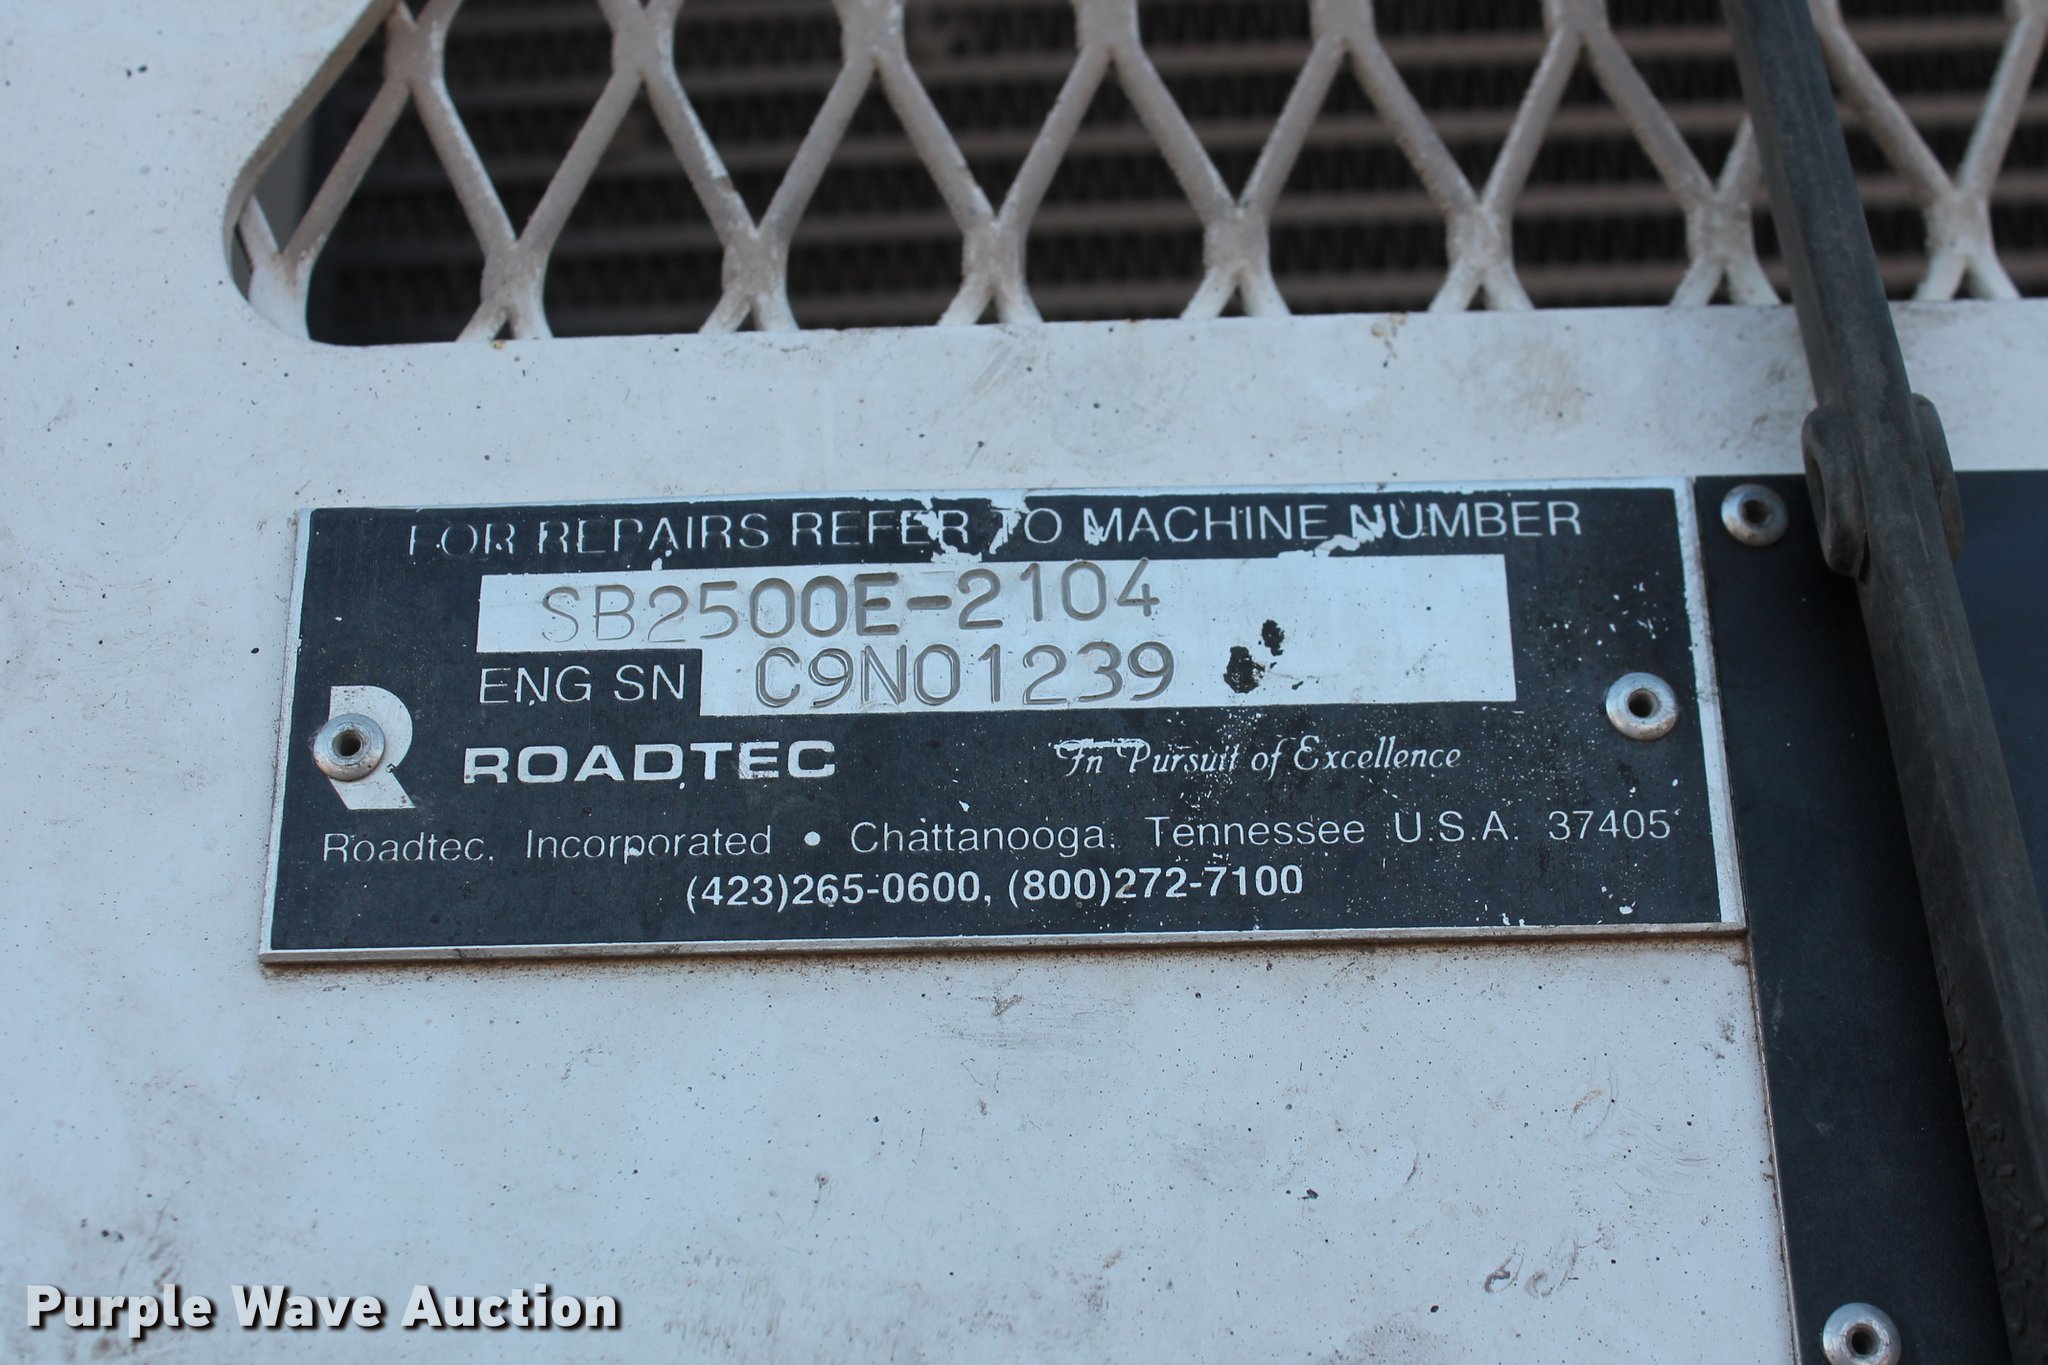 FOR REPAIRS REFER TO MACHINE NUMBER
SB2500E-2104
ENG SN C9N01239
ROADTEC In Pursuit of Excellence
Roadtec, Incorporated • Chattanooga, Tennessee U.S.A. 37405
(423)265-0600, (800)272-7100
Purple Wave Auction